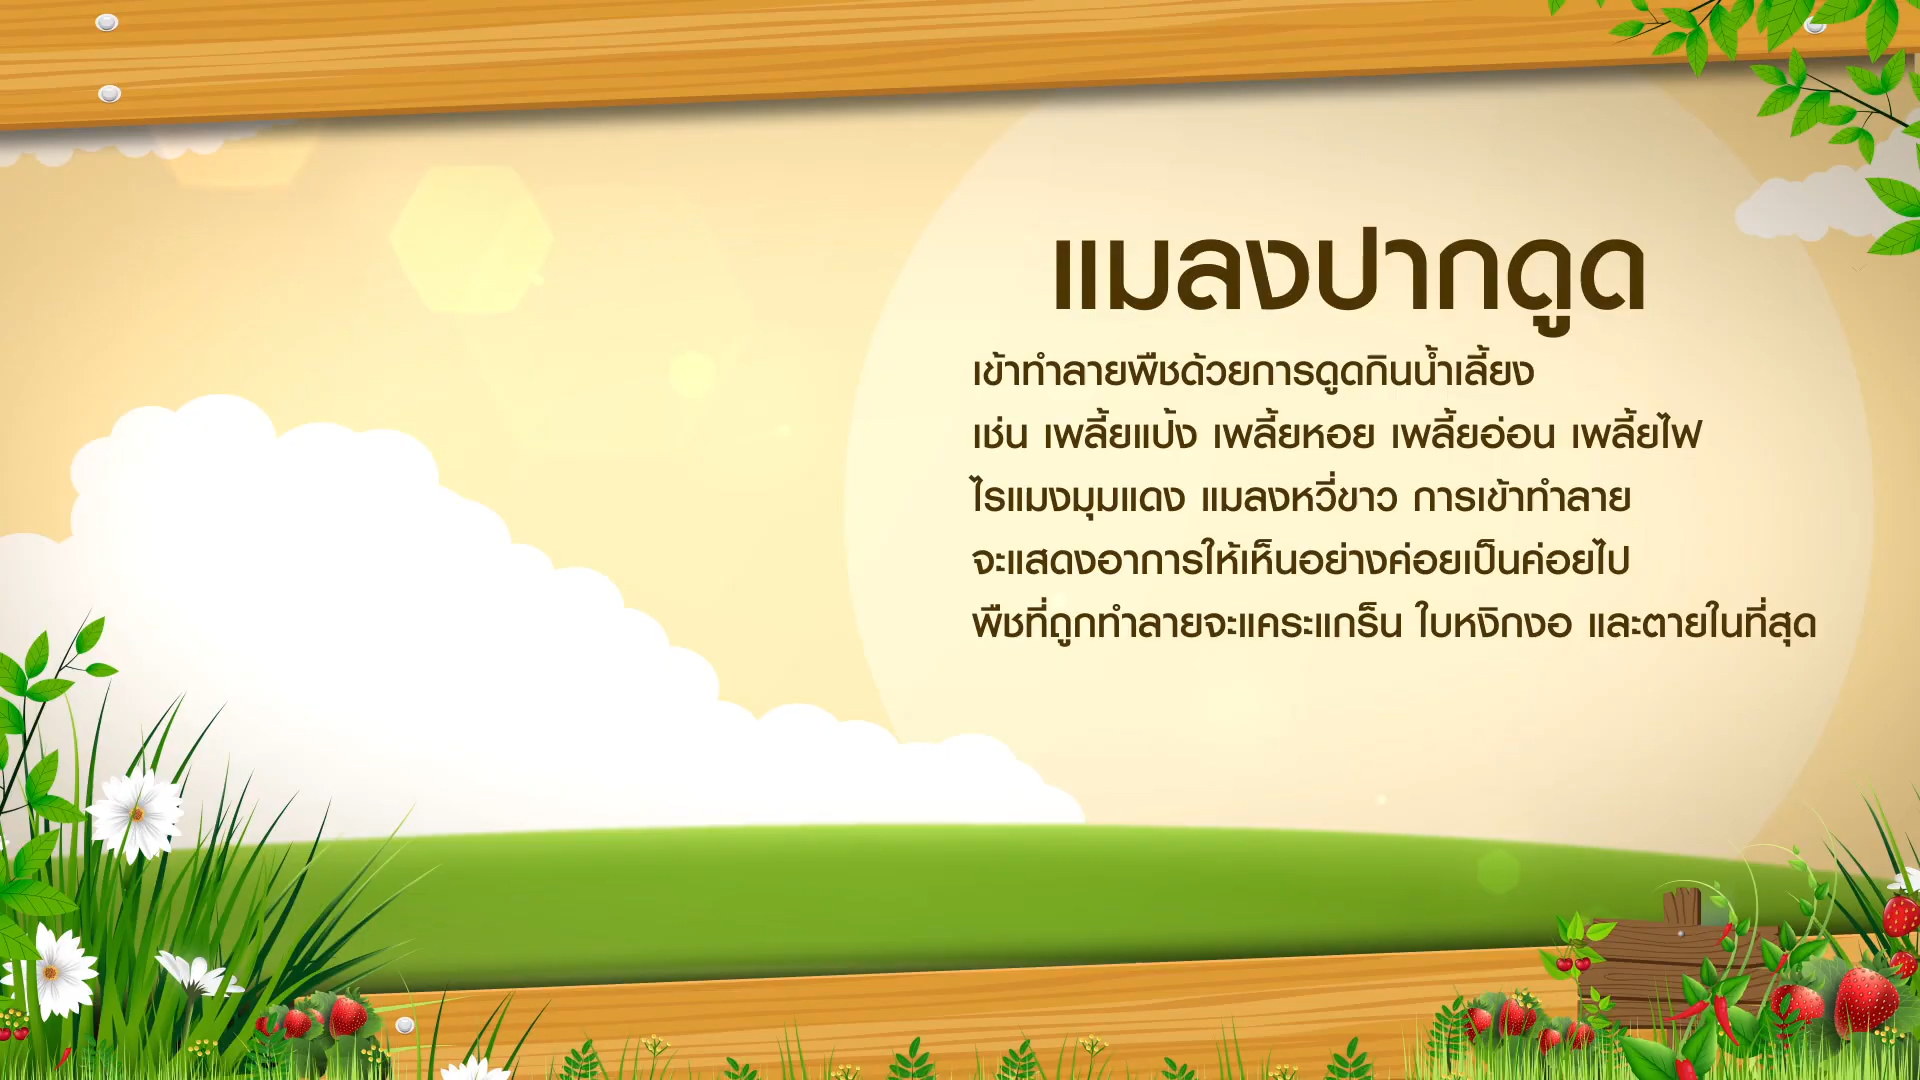 แมลงปากดูด
เข้าทำลายพืชด้วยการดูดกินน้ำเลี้ยง
เช่น เพลี้ยแป้ง เพลี้ยหอย เพลี้ยอ่อน เพลี้ยไฟ
ไรแมงมุมแดง แมลงหวี่ขาว การเข้าทำลาย
จะแสดงอาการให้เห็นอย่างค่อยเป็นค่อยไป
พืชที่ถูกทำลายจะแคระแกร็น ใบหงิกงอ และตายในที่สุด